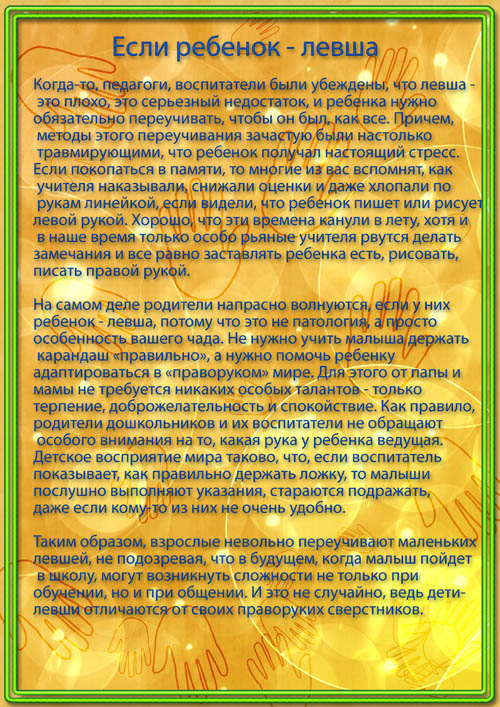 Если ребенок - левша
Когда-то, педагоги, воспитатели были убеждены, что левша -
это плохо, это серьезный недостаток, и ребенка нужно
обязательно переучивать, чтобы он был, как все. Причем,
методы этого переучивания зачастую были настолько
травмирующими, что ребенок получал настоящий стресс.
Если покопаться в памяти, то многие из вас вспомнят, как
учителя наказывали, снижали оценки и даже хлопали по
рукам линейкой, если видели, что ребенок пишет или рисует
левой рукой. Хорошо, что эти времена канули в лету, хотя и
в наше время только особо рьяные учителя рвутся делать
замечания и все равно заставлять ребенка есть, рисовать,
писать правой рукой.
На самом деле родители напрасно волнуются, если у них
ребенок - левша, потому что это не патология, а просто
особенность вашего чада. Не нужно учить малыша держать
карандаш «правильно», а нужно помочь ребенку
адаптироваться в «праворуком» мире. Для этого от папы и
мамы не требуется никаких особых талантов - только
терпение, доброжелательность и спокойствие. Как правило,
родители дошкольников и их воспитатели не обращают
особого внимания на то, какая рука у ребенка ведущая.
Детское восприятие мира таково, что, если воспитатель
показывает, как правильно держать ложку, то малыши
послушно выполняют указания, стараются подражать,
даже если кому-то из них не очень удобно.
Таким образом, взрослые невольно переучивают маленьких
левшей, не подозревая, что в будущем, когда малыш пойдет
в школу, могут возникнуть сложности не только при
обучении, но и при общении. И это не случайно, ведь дети-
левши отличаются от своих праворуких сверстников.